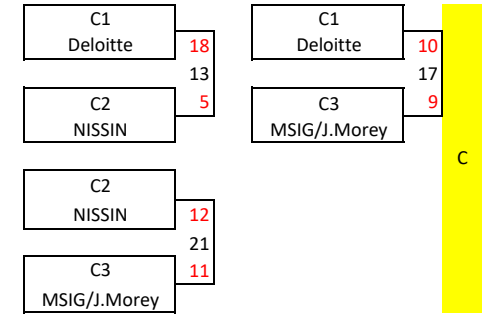 C1
Deloitte 18
13
C2 5
NISSIN
C1
Deloitte 10
17
C3 9
MSIG/J.Morey
C
C2
NISSIN 12
21
C3 11
MSIG/J.Morey